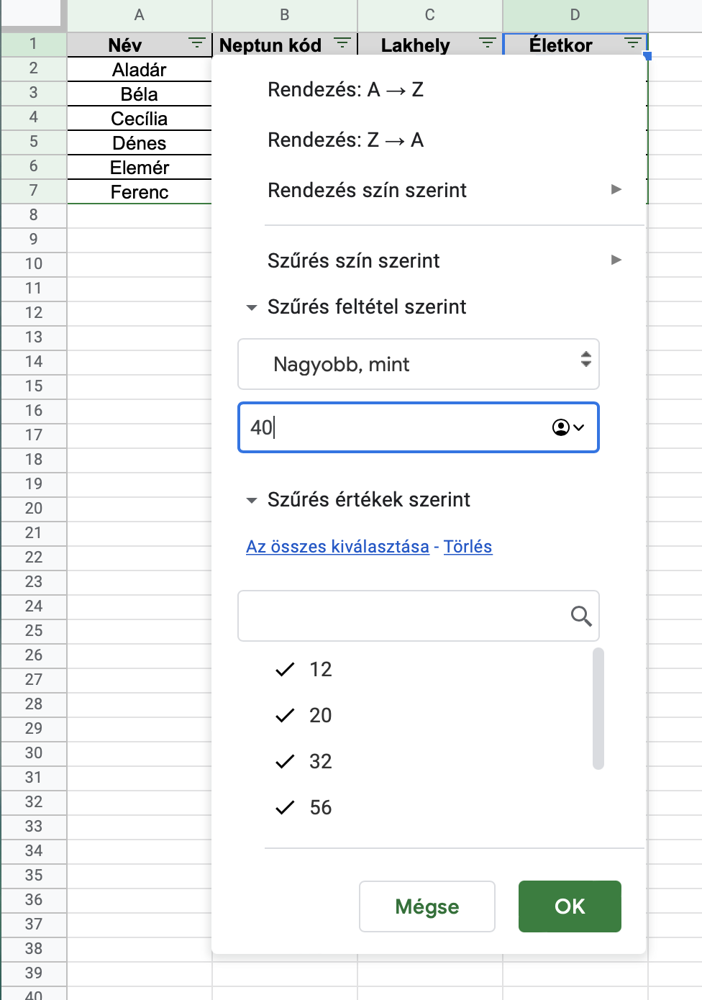 A B C D
1 Név Neptun kód Lakhely Életkor
2 Aladár
3 Béla
4 Cecília
5 Dénes
6 Elemér
7 Ferenc
8
9
10
11
12
13
14
15
16
17
18
19
20
21
22
23
24
25
26
27
28
29
30
31
32
33
34
35
36
37
38
39
40
Rendezés: A → Z
Rendezés: Z → A
Rendezés szín szerint
Szűrés szín szerint
Szűrés feltétel szerint
Nagyobb, mint
40
Szűrés értékek szerint
Az összes kiválasztása - Törlés
12
20
32
56
Mégse OK